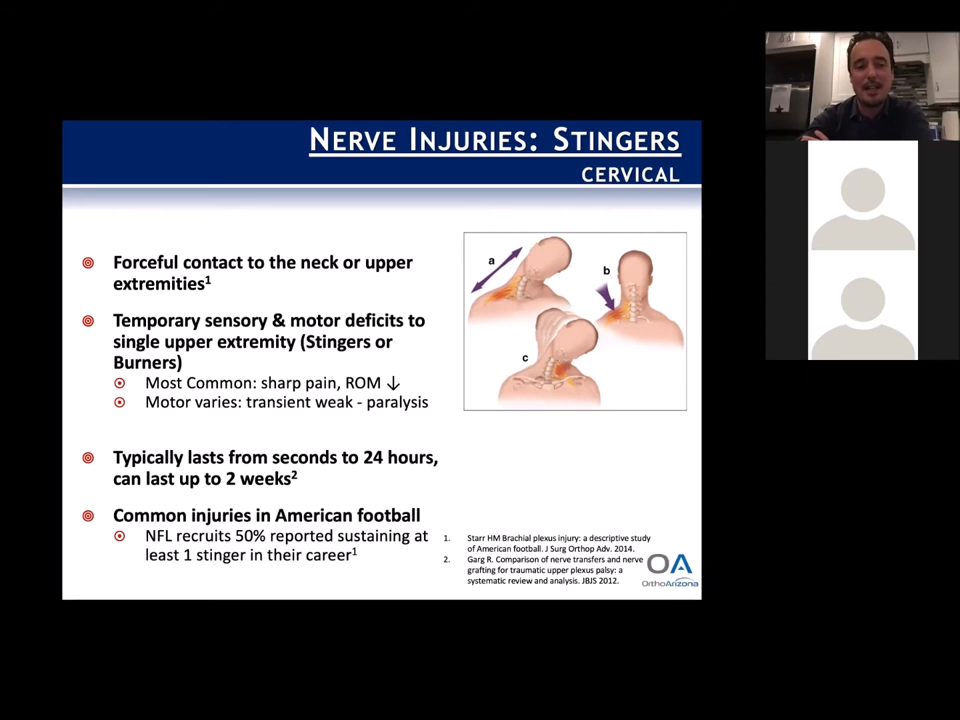 NERVE INJURIES: STINGERS
CERVICAL
Forceful contact to the neck or upper
extremities1
Temporary sensory & motor deficits to
single upper extremity (Stingers or
Burners)
Most Common: sharp pain, ROM ↓
Motor varies: transient weak - paralysis
Typically lasts from seconds to 24 hours,
can last up to 2 weeks2
Common injuries in American football
NFL recruits 50% reported sustaining at
least 1 stinger in their career1
a
b
c
1. Starr HM Brachial plexus injury: a descriptive study
of American football. J Surg Orthop Adv. 2014.
2. Garg R. Comparison of nerve transfers and nerve
grafting for traumatic upper plexus palsy: a
systematic review and analysis. JBJS 2012.
OA
OrthoArizona